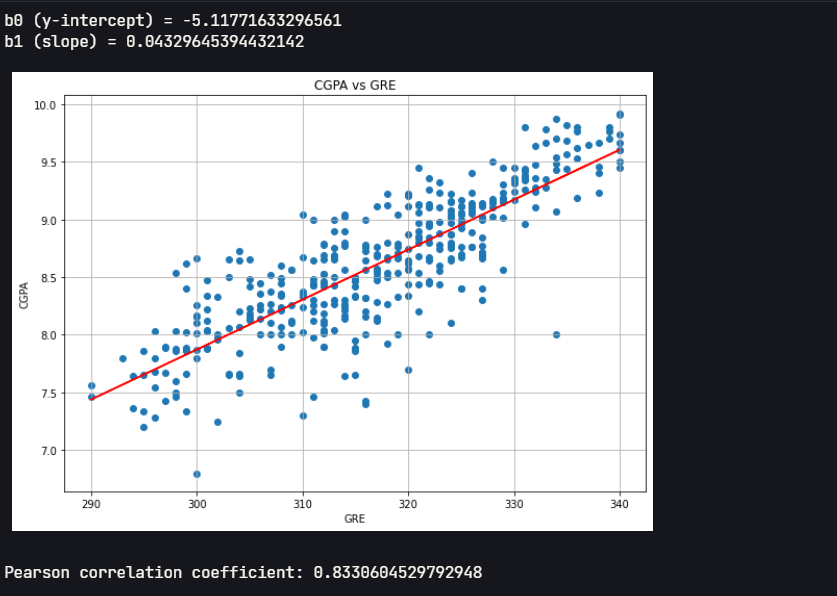 b0 (y-intercept) = -5.11771633296561
b1 (slope) = 0.04329645394432142
CGPA vs GRE
10.0
9.5
9.0
8.5
8.0
7.5
7.0
CGPA
290 300 310 320 330 340
GRE
Pearson correlation coefficient: 0.8330604529792948